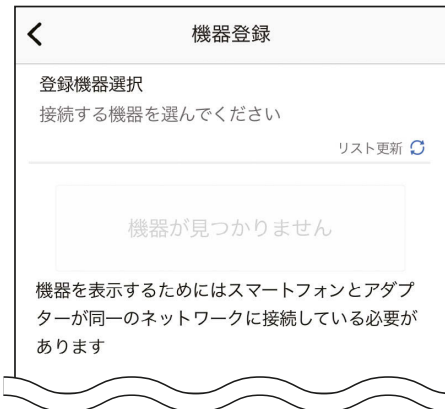 機器登録
登録機器選択
接続する機器を選んでください
リスト更新
機器が見つかりません
機器を表示するためにはスマートフォンとアダプ
ターが同一のネットワークに接続している必要が
あります